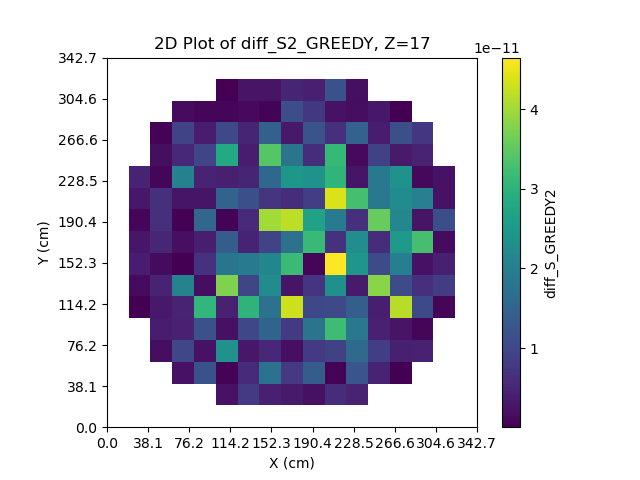 2D Plot of diff_S2_GREEDY, Z=17
1e−11
342.7
304.6
266.6
228.5
190.4
152.3
114.2
76.2
38.1
0.0
Y (cm)
0.0 38.1 76.2 114.2 152.3 190.4 228.5 266.6 304.6 342.7
X (cm)
4
3
2
1
diff_S_GREEDY2